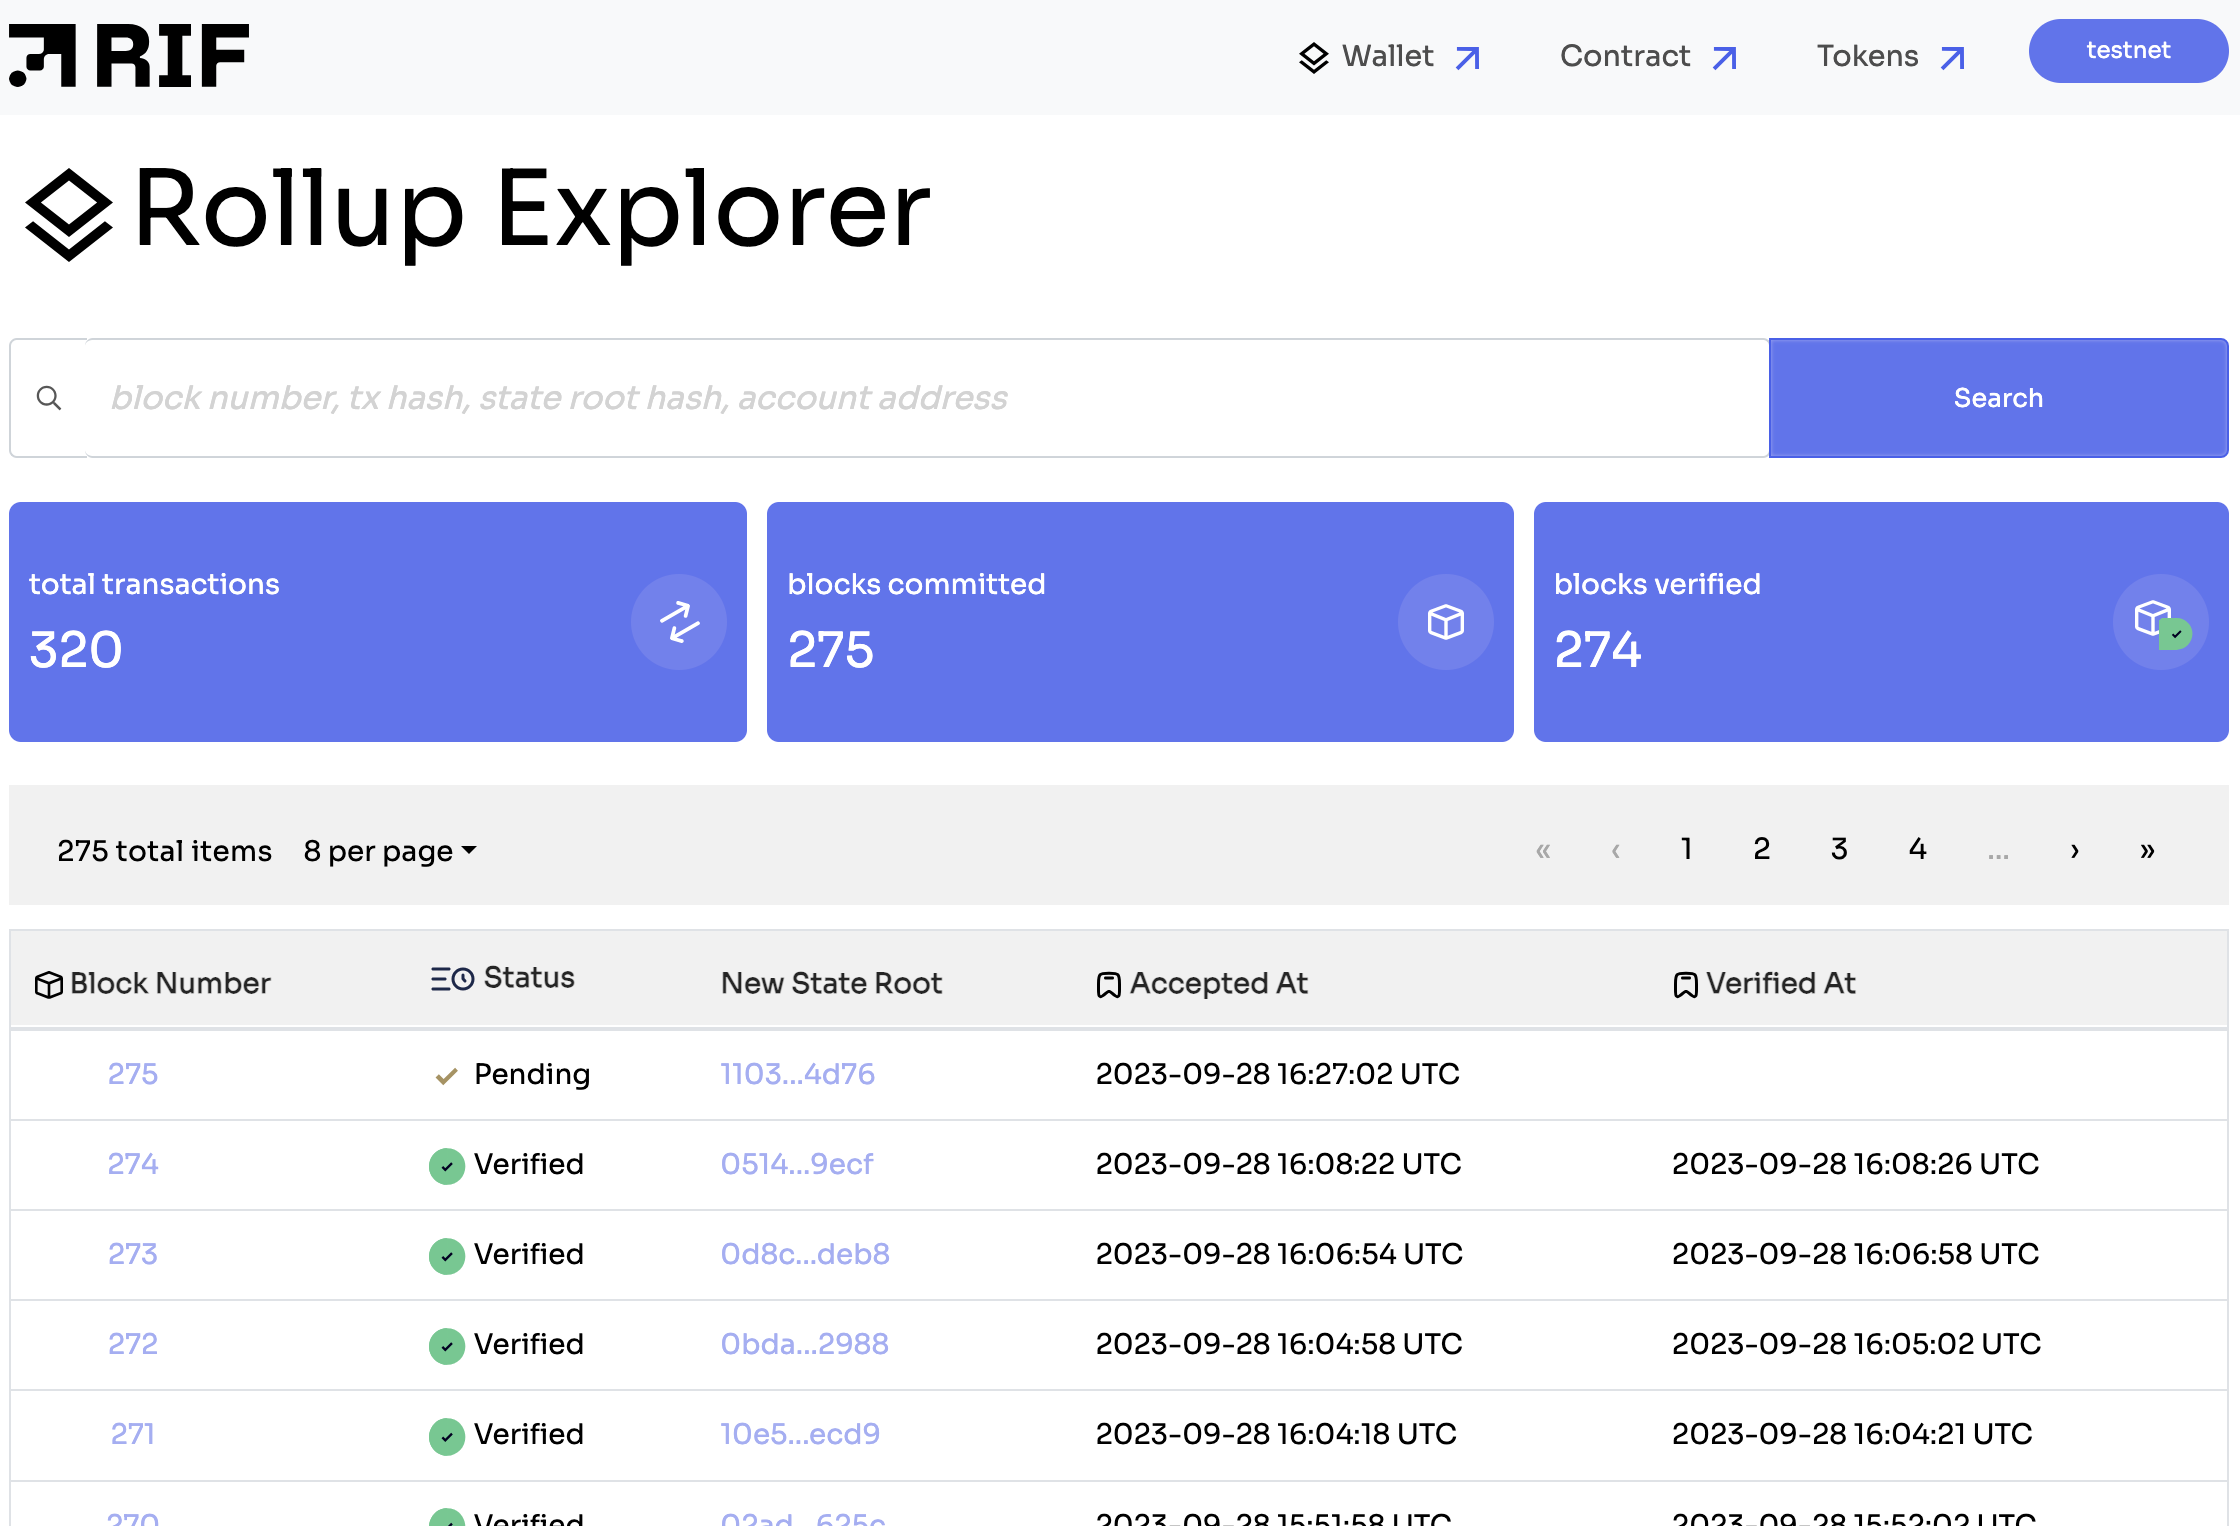 RIF
Wallet Contract Tokens testnet
Rollup Explorer
block number, tx hash, state root hash, account address
Search
total transactions
320
blocks committed
275
blocks verified
274
275 total items 8 per page « ‹ 1 2 3 4 ... › »
Block Number Status New State Root Accepted At Verified At
275 Pending 1103...4d76 2023-09-28 16:27:02 UTC
274 Verified 0514...9ecf 2023-09-28 16:08:22 UTC 2023-09-28 16:08:26 UTC
273 Verified 0d8c...deb8 2023-09-28 16:06:54 UTC 2023-09-28 16:06:58 UTC
272 Verified 0bda...2988 2023-09-28 16:04:58 UTC 2023-09-28 16:05:02 UTC
271 Verified 10e5...ecd9 2023-09-28 16:04:18 UTC 2023-09-28 16:04:21 UTC
270 Verified 2023-09-28 15:51:58 UTC 2023-09-28 15:52:02 UTC